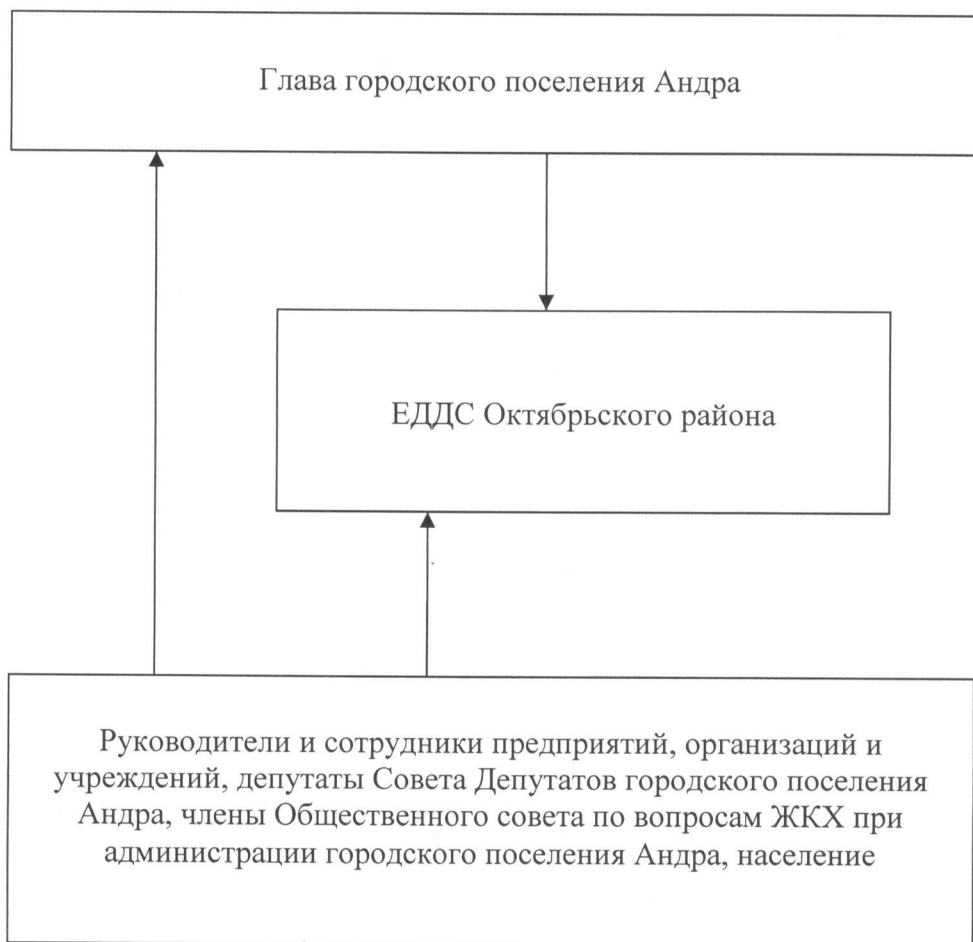 Глава городского поселения Андра
ЕДДС Октябрьского района
Руководители и сотрудники предприятий, организаций и
учреждений, депутаты Совета Депутатов городского поселения
Андра, члены Общественного совета по вопросам ЖКХ при
администрации городского поселения Андра, население